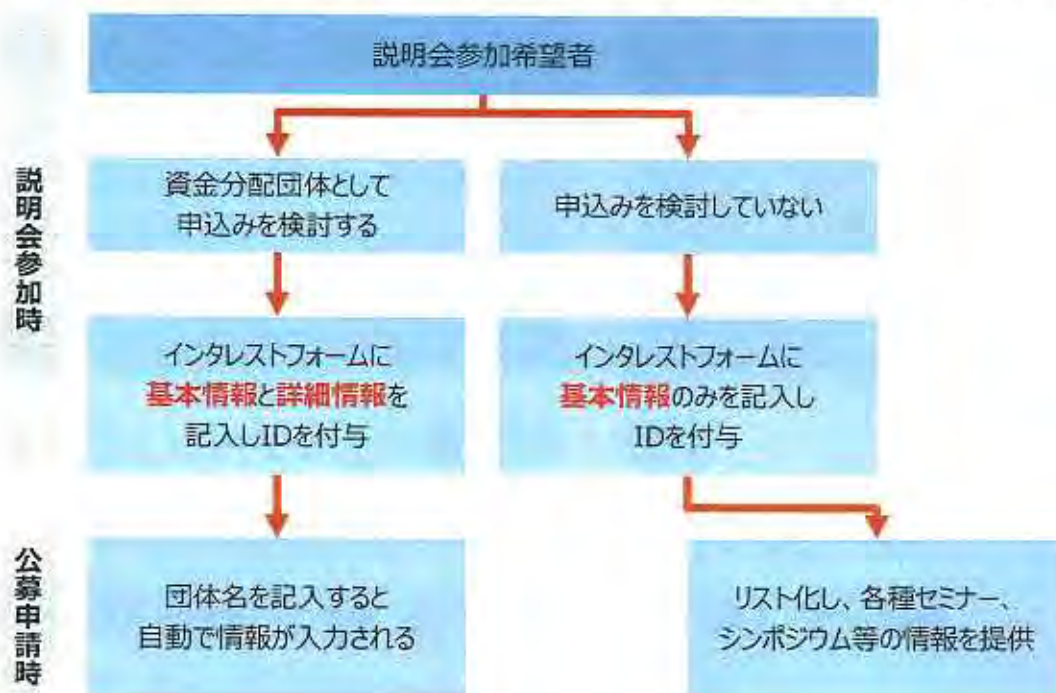 説明会参加希望者
説明会参加時
資金分配団体として
申込みを検討する
申込みを検討していない
インタレストフォームに
基本情報と詳細情報を
記入しIDを付与
インタレストフォームに
基本情報のみを記入し
IDを付与
公募申請時
団体名を記入すると
自動で情報が入力される
リスト化し、各種セミナー、
シンポジウム等の情報を提供